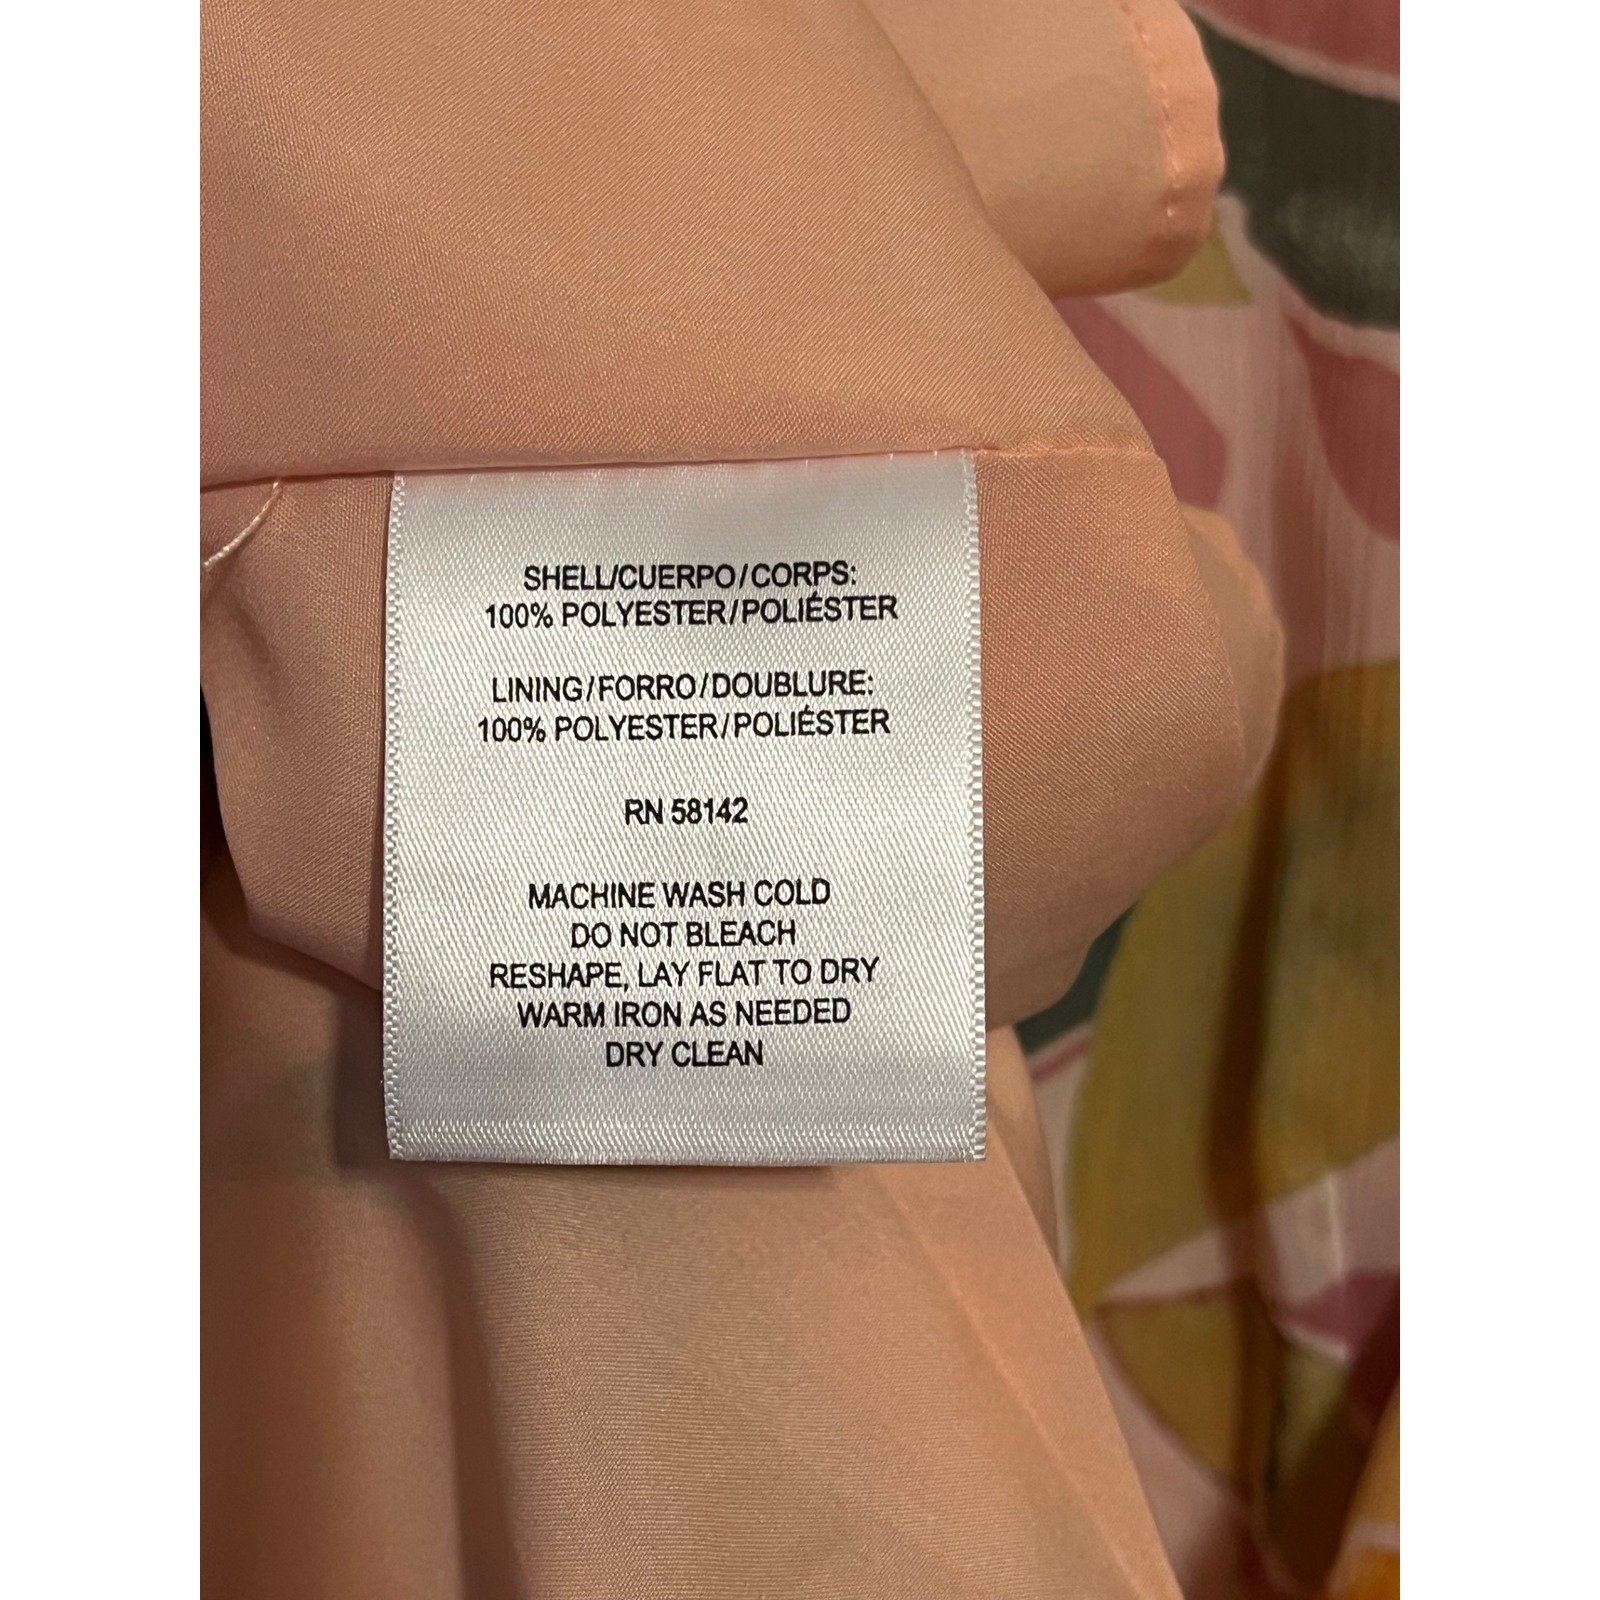 SHELL/CUERPO/CORPS:
100% POLYESTER/POLIÉSTER
LINING/FORRO/DOUBLURE:
100% POLYESTER/POLIÉSTER
RN 58142
MACHINE WASH COLD
DO NOT BLEACH
RESHAPE, LAY FLAT TO DRY
WARM IRON AS NEEDED
DRY CLEAN